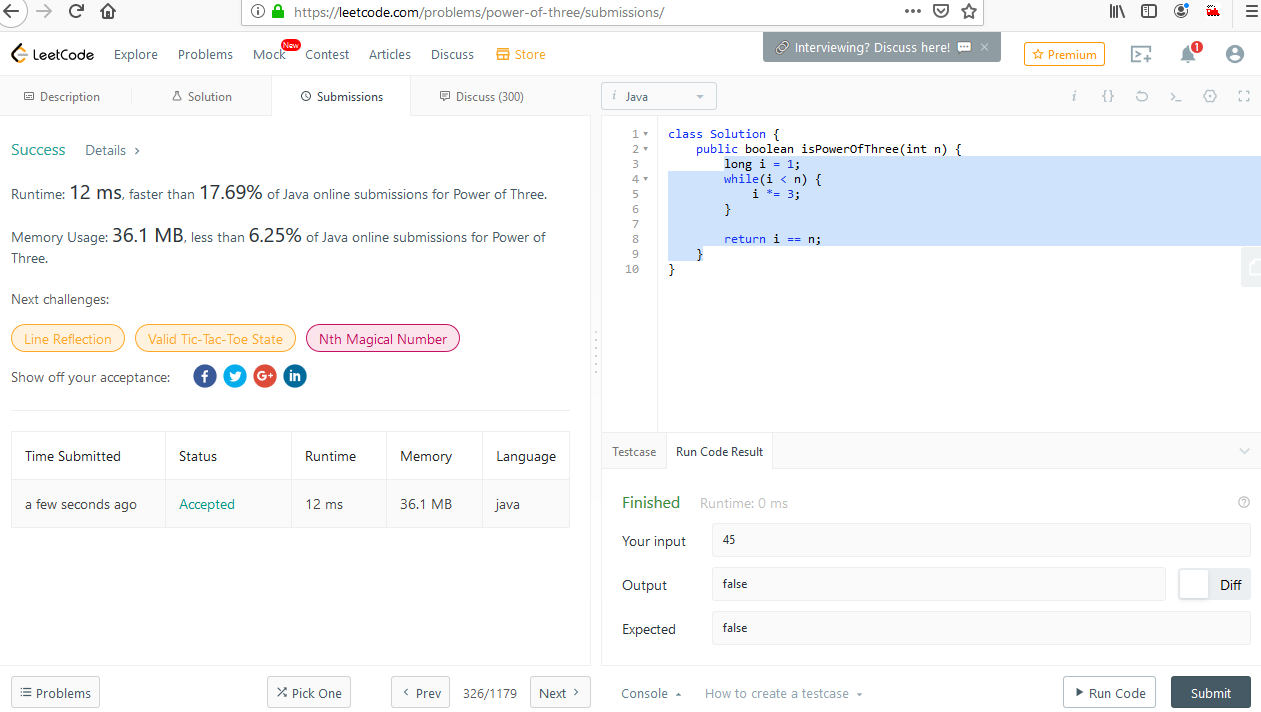 https://leetcode.com/problems/power-of-three/submissions/
LeetCode Explore Problems Mock New Contest Articles Discuss Store
Interviewing? Discuss here! ×
Premium 1
Description Solution Submissions Discuss (300)
Success Details >
Runtime: 12 ms, faster than 17.69% of Java online submissions for Power of Three.
Memory Usage: 36.1 MB, less than 6.25% of Java online submissions for Power of
Three.
Next challenges:
Line Reflection Valid Tic-Tac-Toe State Nth Magical Number
Show off your acceptance: f G+ in
Time Submitted Status Runtime Memory Language
a few seconds ago Accepted 12 ms 36.1 MB java
Problems Pick One < Prev 326/1179 Next >
i Java i {} >_
1 class Solution {
2 public boolean isPowerOfThree(int n) {
3 long i = 1;
4 while(i < n) {
5 i *= 3;
6 }
7
8 return i == n;
9 }
10 }
Testcase Run Code Result
Finished Runtime: 0 ms ?
Your input 45
Output false Diff
Expected false
Console How to create a testcase Run Code Submit